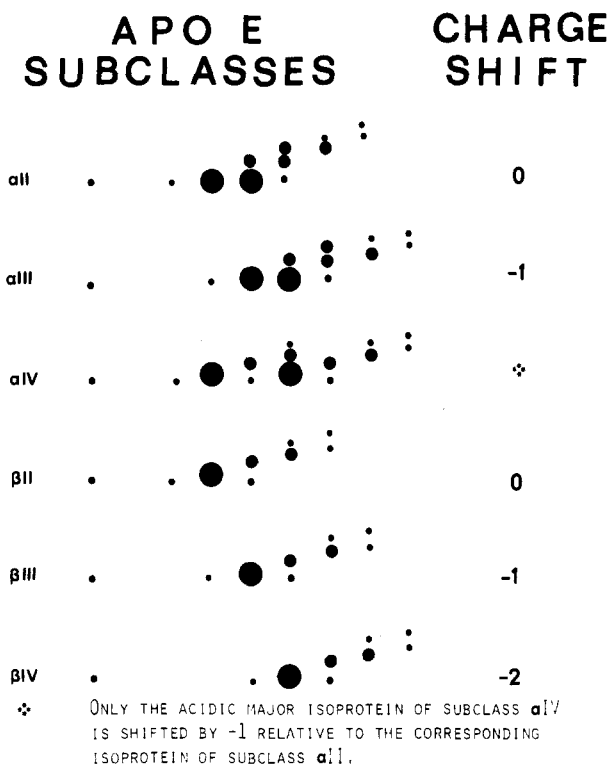 APO E CHARGE
SUBCLASSES SHIFT
αII 0
αIII -1
αIV ⁘
βII 0
βIII -1
βIV -2
⁘ ONLY THE ACIDIC MAJOR ISOPROTEIN OF SUBCLASS αIV
IS SHIFTED BY -1 RELATIVE TO THE CORRESPONDING
ISOPROTEIN OF SUBCLASS αII.